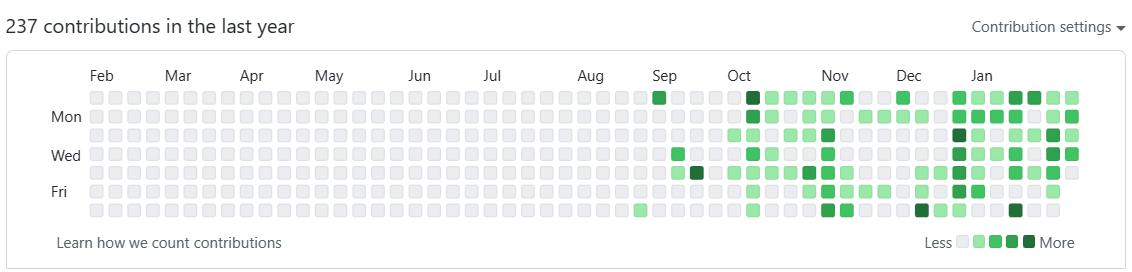 237 contributions in the last year
Contribution settings
Feb Mar Apr May Jun Jul Aug Sep Oct Nov Dec Jan
Mon
Wed
Fri
Learn how we count contributions
Less More